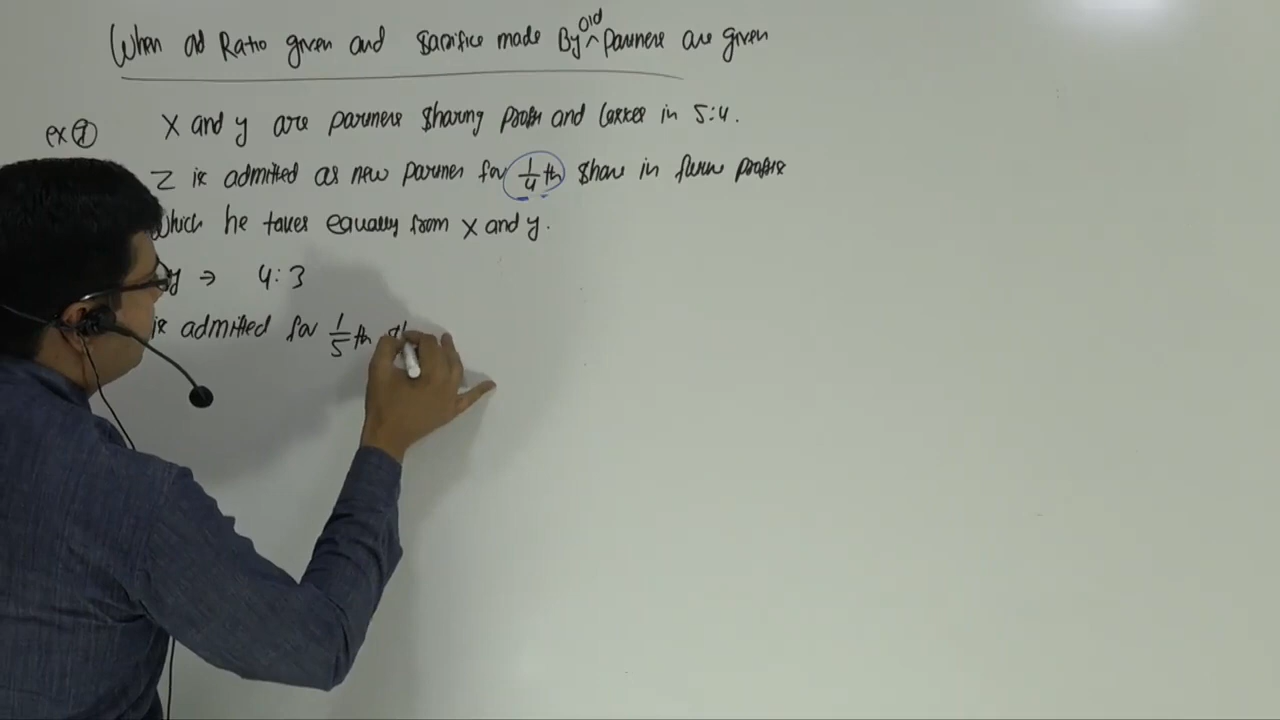 When old Ratio given and sacrifice made By old partners are given
ex ①
X and y are partners sharing profits and losses in 5:4.
Z is admitted as new partner for 1/4 th share in future profits
which he takes equally from X and y.
y ⇒ 4:3
is admitted for 1/5 th sh